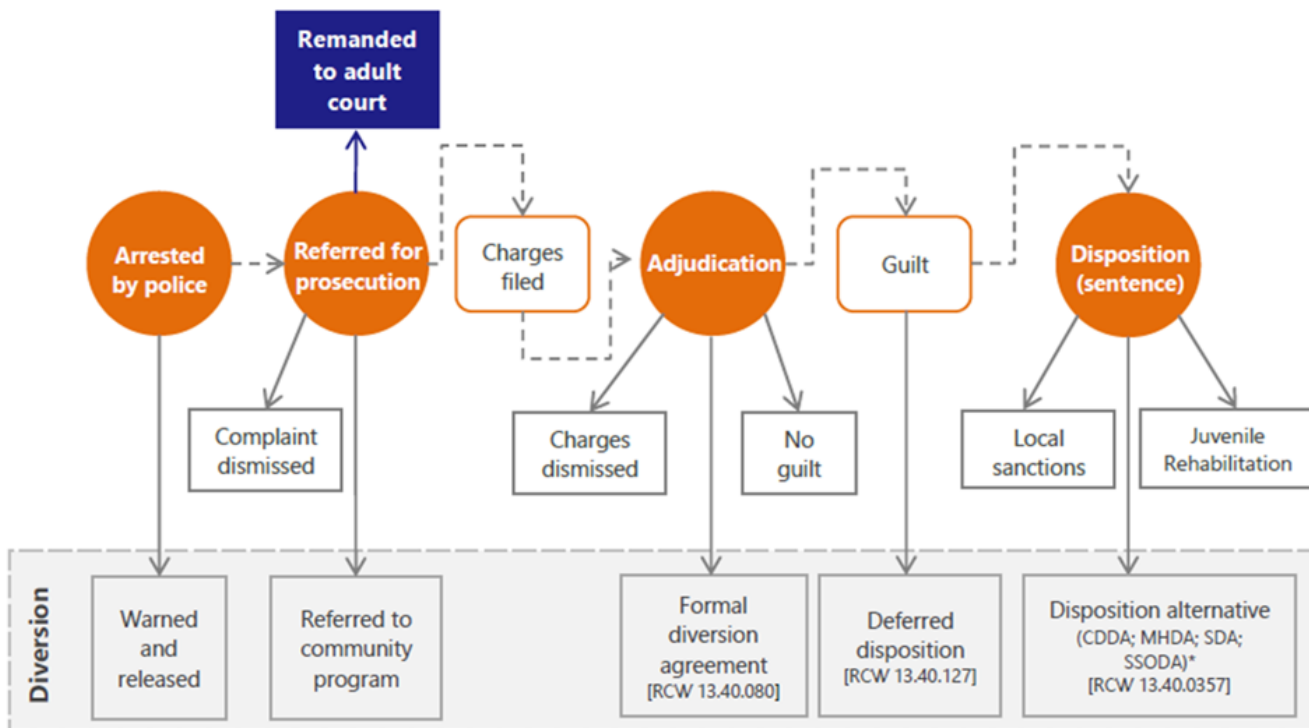 Remanded
to adult
court
Arrested
by police
Referred for
prosecution
Charges
filed
Adjudication
Guilt
Disposition
(sentence)
Complaint
dismissed
Charges
dismissed
No
guilt
Local
sanctions
Juvenile
Rehabilitation
Diversion
Warned
and
released
Referred to
community
program
Formal
diversion
agreement
[RCW 13.40.080]
Deferred
disposition
[RCW 13.40.127]
Disposition alternative
(CDDA; MHDA; SDA;
SSODA)*
[RCW 13.40.0357]